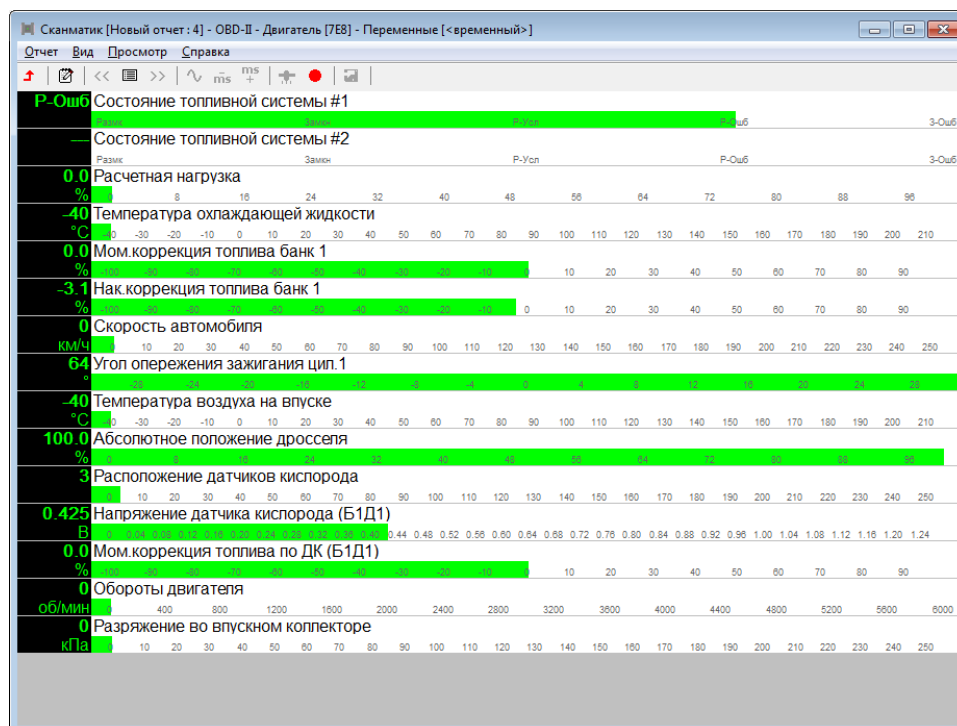 Сканматик [Новый отчет : 4] - OBD-II - Двигатель [7E8] - Переменные [<временный>]
Отчет Вид Просмотр Справка
<< >> ms ms +
Р-Ошб Состояние топливной системы #1
Размк Замкн Р-Усл Р-Ошб З-Ошб
— Состояние топливной системы #2
Размк Замкн Р-Усл Р-Ошб З-Ошб
0.0 Расчетная нагрузка
% 0 8 16 24 32 40 48 56 64 72 80 88 96
-40 Температура охлаждающей жидкости
°C -40 -30 -20 -10 0 10 20 30 40 50 60 70 80 90 100 110 120 130 140 150 160 170 180 190 200 210
0.0 Мом.коррекция топлива банк 1
% -100 -90 -80 -70 -60 -50 -40 -30 -20 -10 0 10 20 30 40 50 60 70 80 90
-3.1 Нак.коррекция топлива банк 1
% -100 -90 -80 -70 -60 -50 -40 -30 -20 -10 0 10 20 30 40 50 60 70 80 90
0 Скорость автомобиля
км/ч 0 10 20 30 40 50 60 70 80 90 100 110 120 130 140 150 160 170 180 190 200 210 220 230 240 250
64 Угол опережения зажигания цил.1
° -28 -24 -20 -16 -12 -8 -4 0 4 8 12 16 20 24 28
-40 Температура воздуха на впуске
°C -40 -30 -20 -10 0 10 20 30 40 50 60 70 80 90 100 110 120 130 140 150 160 170 180 190 200 210
100.0 Абсолютное положение дросселя
% 0 8 16 24 32 40 48 56 64 72 80 88 96
3 Расположение датчиков кислорода
0 10 20 30 40 50 60 70 80 90 100 110 120 130 140 150 160 170 180 190 200 210 220 230 240 250
0.425 Напряжение датчика кислорода (Б1Д1)
В 0 0.04 0.08 0.12 0.16 0.20 0.24 0.28 0.32 0.36 0.40 0.44 0.48 0.52 0.56 0.60 0.64 0.68 0.72 0.76 0.80 0.84 0.88 0.92 0.96 1.00 1.04 1.08 1.12 1.16 1.20 1.24
0.0 Мом.коррекция топлива по ДК (Б1Д1)
% -100 -90 -80 -70 -60 -50 -40 -30 -20 -10 0 10 20 30 40 50 60 70 80 90
0 Обороты двигателя
об/мин 0 400 800 1200 1600 2000 2400 2800 3200 3600 4000 4400 4800 5200 5600 6000
0 Разряжение во впускном коллекторе
кПа 0 10 20 30 40 50 60 70 80 90 100 110 120 130 140 150 160 170 180 190 200 210 220 230 240 250